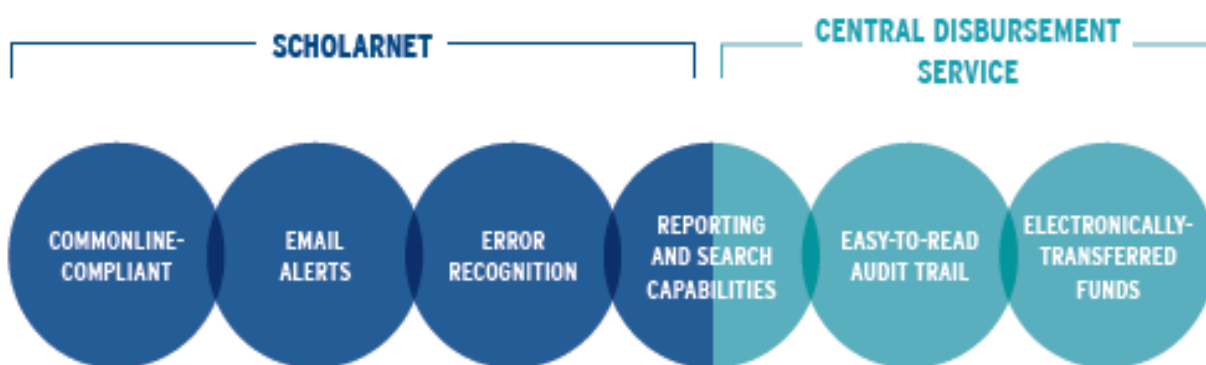 SCHOLARNET
CENTRAL DISBURSEMENT
SERVICE
COMMONLINE-
COMPLIANT
EMAIL
ALERTS
ERROR
RECOGNITION
REPORTING
AND SEARCH
CAPABILITIES
EASY-TO-READ
AUDIT TRAIL
ELECTRONICALLY-
TRANSFERRED
FUNDS